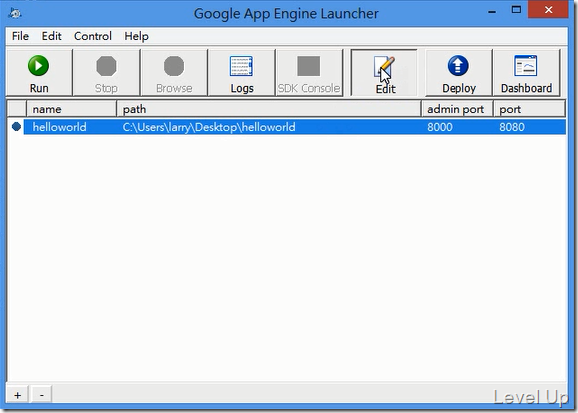 Google App Engine Launcher
File Edit Control Help
Run Stop Browse Logs SDK Console Edit Deploy Dashboard
name path admin port port
helloworld C:\Users\larry\Desktop\helloworld 8000 8080
+ -
Level Up